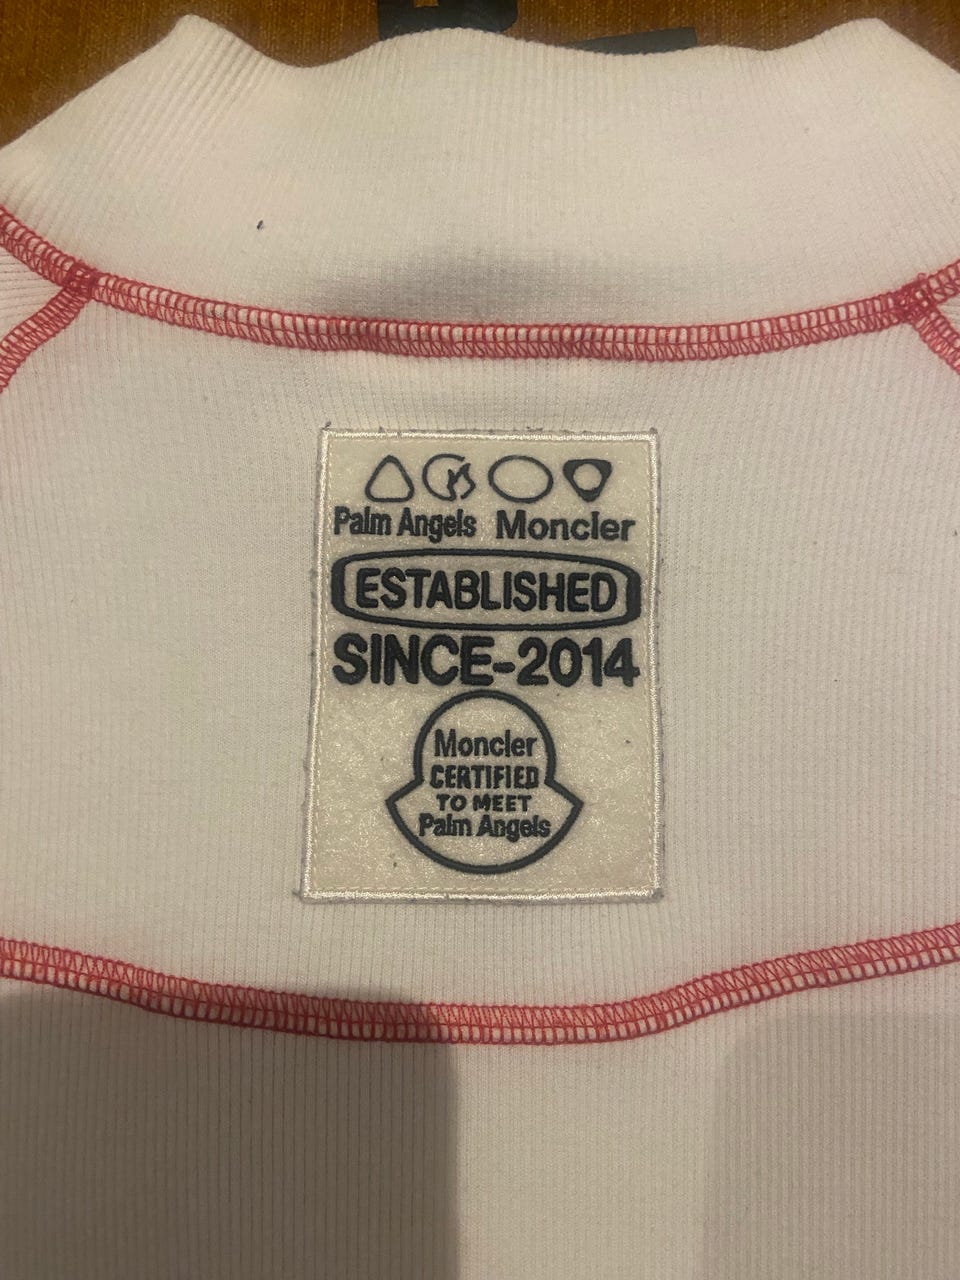 Palm Angels Moncler
ESTABLISHED
SINCE-2014
Moncler
CERTIFIED
TO MEET
Palm Angels